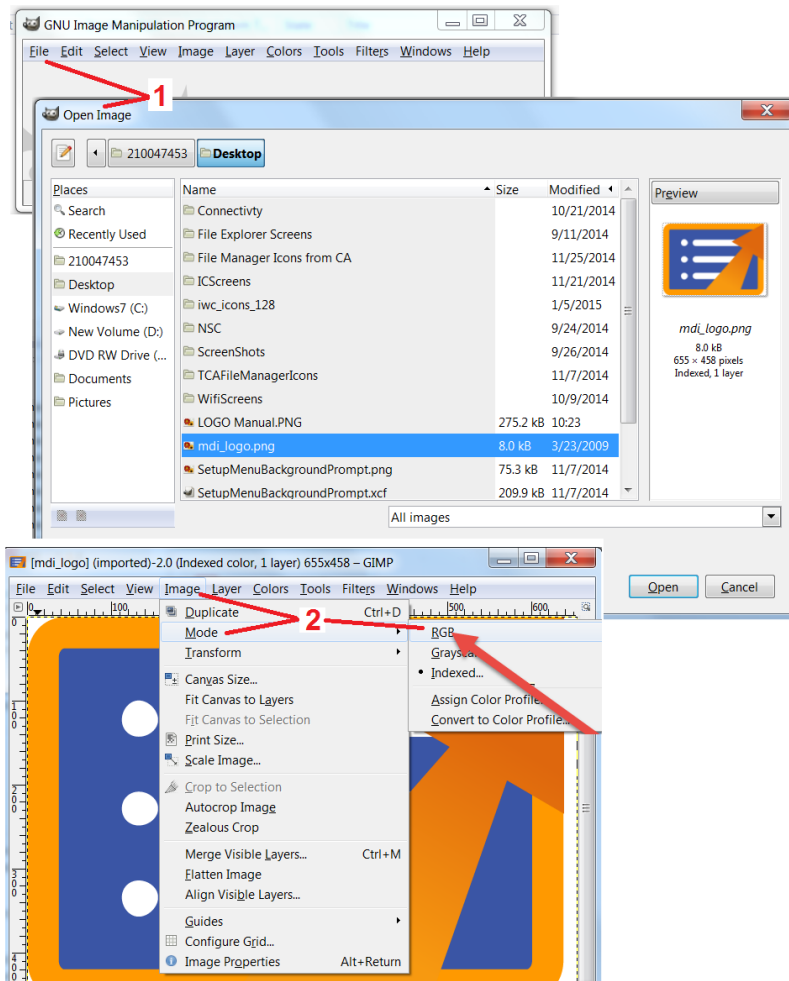 GNU Image Manipulation Program
File Edit Select View Image Layer Colors Tools Filters Windows Help
1
Open Image
210047453 Desktop
Places Name Size Modified Preview
Search Connectivty 10/21/2014
Recently Used File Explorer Screens 9/11/2014
210047453 File Manager Icons from CA 11/25/2014
Desktop ICScreens 11/21/2014
Windows7 (C:) iwc_icons_128 1/5/2015
New Volume (D:) NSC 9/24/2014 mdi_logo.png
DVD RW Drive (... ScreenShots 9/26/2014 8.0 kB
655 × 458 pixels
Documents TCAFileManagerIcons 11/7/2014 Indexed, 1 layer
Pictures WifiScreens 10/9/2014
LOGO Manual.PNG 275.2 kB 10:23
mdi_logo.png 8.0 kB 3/23/2009
SetupMenuBackgroundPrompt.png 75.3 kB 11/7/2014
SetupMenuBackgroundPrompt.xcf 209.9 kB 11/7/2014
All images
Open Cancel
[mdi_logo] (imported)-2.0 (Indexed color, 1 layer) 655x458 – GIMP
File Edit Select View Image Layer Colors Tools Filters Windows Help
0 100 500 600
Duplicate Ctrl+D
2
Mode RGB
Transform
Indexed...
Canvas Size...
Fit Canvas to Layers Assign Color Profile...
Fit Canvas to Selection Convert to Color Profile...
Print Size...
Scale Image...
Crop to Selection
Autocrop Image
Zealous Crop
Merge Visible Layers... Ctrl+M
Flatten Image
Align Visible Layers...
Guides
Configure Grid...
Image Properties Alt+Return
0
100
200
300
400